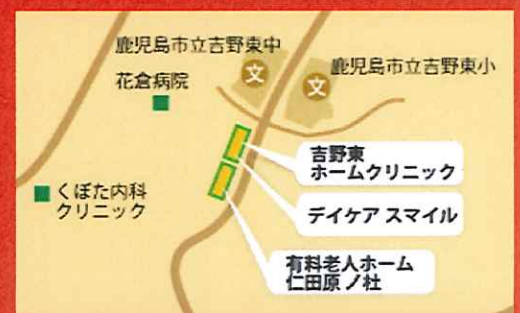 鹿児島市立吉野東中
文
文
鹿児島市立吉野東小
花倉病院
吉野東
ホームクリニック
くぼた内科
クリニック
デイケア スマイル
有料老人ホーム
仁田原ノ杜